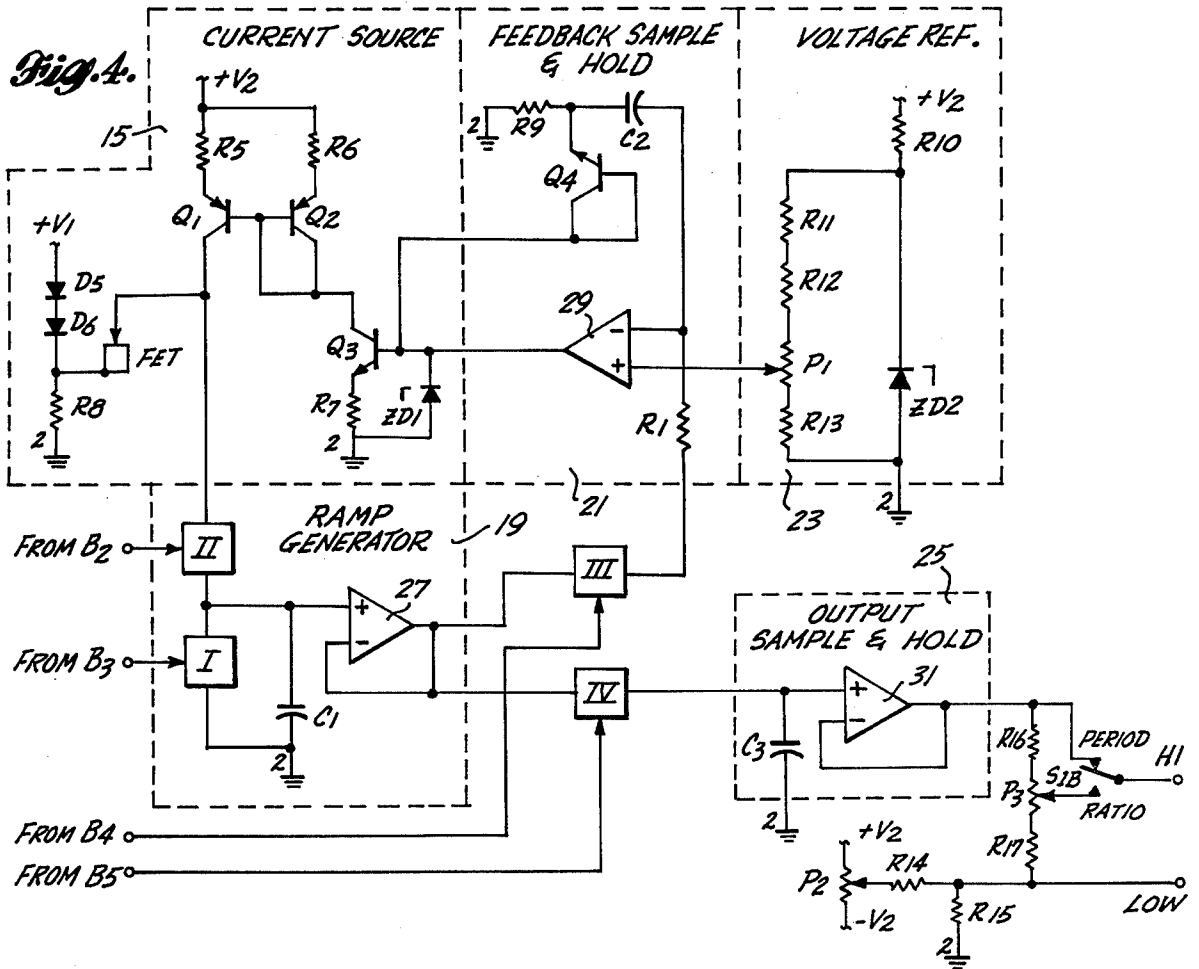 Fig. 4.
CURRENT SOURCE
FEEDBACK SAMPLE
& HOLD
VOLTAGE REF.
+V2
15
R5
R6
2
R9
C2
+V2
R10
Q1
Q2
Q4
R11
+V1
D5
D6
FET
R8
2
29
R12
Q3
P1
R7
ZD1
2
R1
R13
ZD2
21
23
2
RAMP
GENERATOR
19
FROM B2
II
27
III
25
OUTPUT
SAMPLE & HOLD
FROM B3
I
+
-
C1
IV
2
31
C3
R16
PERIOD
HI
S1B
P3
RATIO
2
FROM B4
FROM B5
+V2
R17
P2
R14
-V2
R15
LOW
2